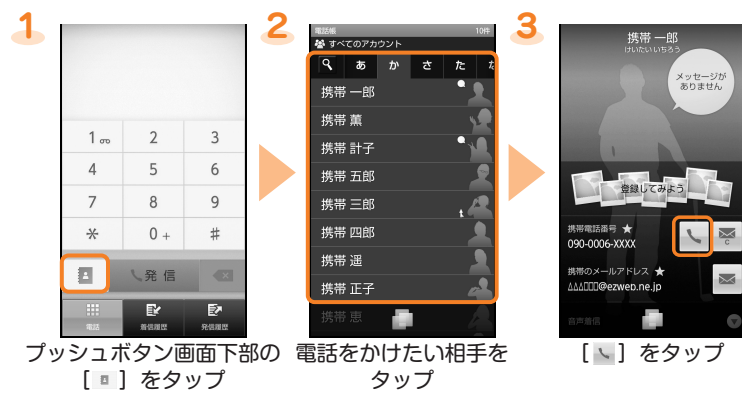 1
2
3
1
2
3
4
5
6
7
8
9
*
0 +
#
発信
電話
着信履歴
発信履歴
プッシュボタン画面下部の
[ ] をタップ
電話帳 10件
すべてのアカウント
あ か さ た な
携帯 一郎
携帯 薫
携帯 計子
携帯 五郎
携帯 三郎
携帯 四郎
携帯 遥
携帯 正子
携帯 恵
電話をかけたい相手を
タップ
携帯 一郎
けいたい いちろう
メッセージが
ありません
登録してみよう
携帯電話番号 ★
090-0006-XXXX
C
携帯のメールアドレス ★
△△△□□□@ezweb.ne.jp
音声着信
[ ] をタップ